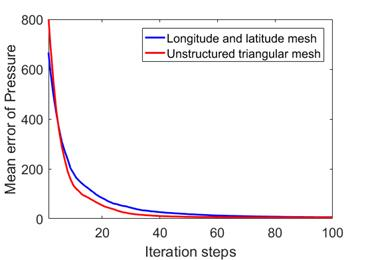 800
600
400
200
0
Mean error of Pressure
Longitude and latitude mesh
Unstructured triangular mesh
20 40 60 80 100
Iteration steps